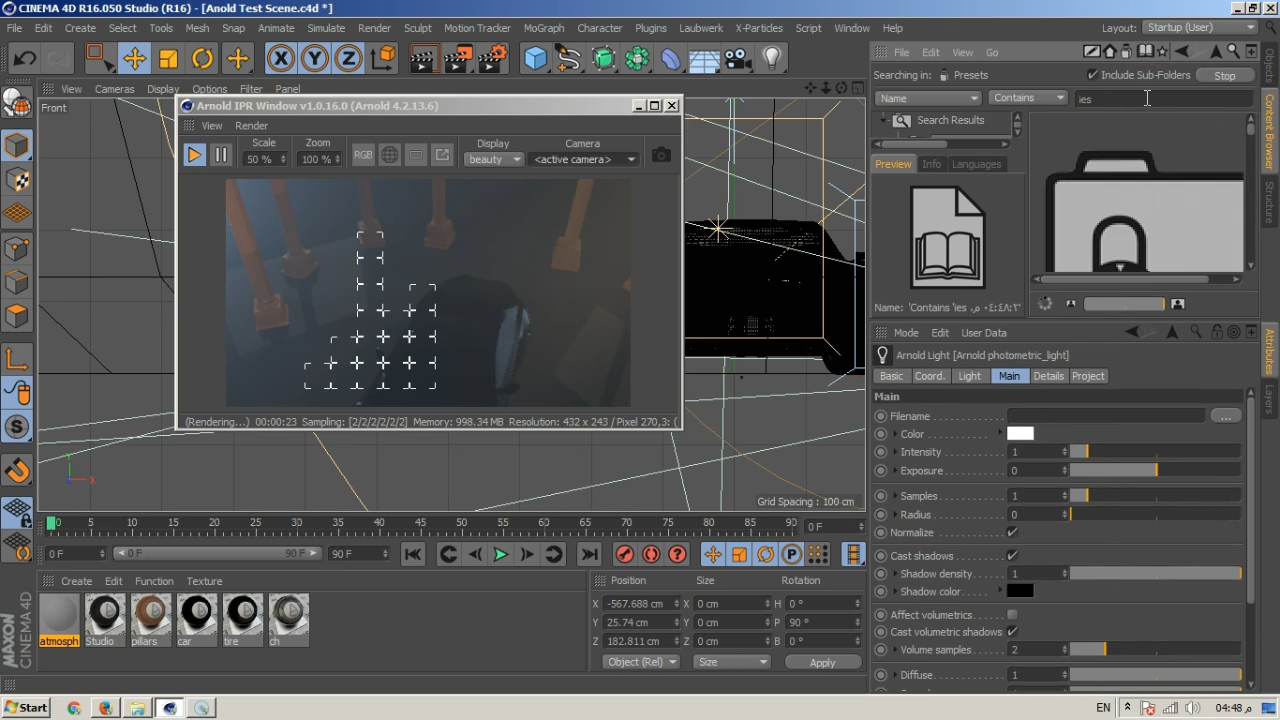 CINEMA 4D R16.050 Studio (R16) - [Anold Test Scene.c4d *]
File Edit Create Select Tools Mesh Snap Animate Simulate Render Sculpt Motion Tracker MoGraph Character Plugins Laubwerk X-Particles Script Window Help Layout: Startup (User)
X Y Z
File Edit View Go
Searching in: Presets Include Sub-Folders Stop
Name Contains ies
Search Results
Preview Info Languages
Name: 'Contains 'ies
View Cameras Display Options Filter Panel
Front
Arnold IPR Window v1.0.16.0 (Arnold 4.2.13.6)
View Render
Scale Zoom Display Camera
50 % 100 % RGB beauty <active camera>
(Rendering...) 00:00:23 Sampling: [2/2/2/2/2/2] Memory: 998.34 MB Resolution: 432 x 243 / Pixel 270,3: (
Y X
Grid Spacing : 100 cm
Mode Edit User Data
Arnold Light [Arnold photometric_light]
Basic Coord. Light Main Details Project
Main
Filename ...
Color
Intensity 1
Exposure 0
Samples 1
Radius 0
Normalize
Cast shadows
Shadow density 1
Shadow color
Affect volumetrics
Cast volumetric shadows
Volume samples 2
Diffuse 1
Objects
Content Browser
Structure
Attributes
Layers
0 5 10 15 20 25 30 35 40 45 50 55 60 65 70 75 80 85 90 0 F
0 F 0 F 90 F 90 F P
Create Edit Function Texture
atmosph Studio pillars car tire ch
Position Size Rotation
X -567.688 cm X 0 cm H 0 °
Y 25.74 cm Y 0 cm P 90 °
Z 182.811 cm Z 0 cm B 0 °
Object (Rel) Size Apply
MAXON CINEMA 4D
Start EN 04:48 م